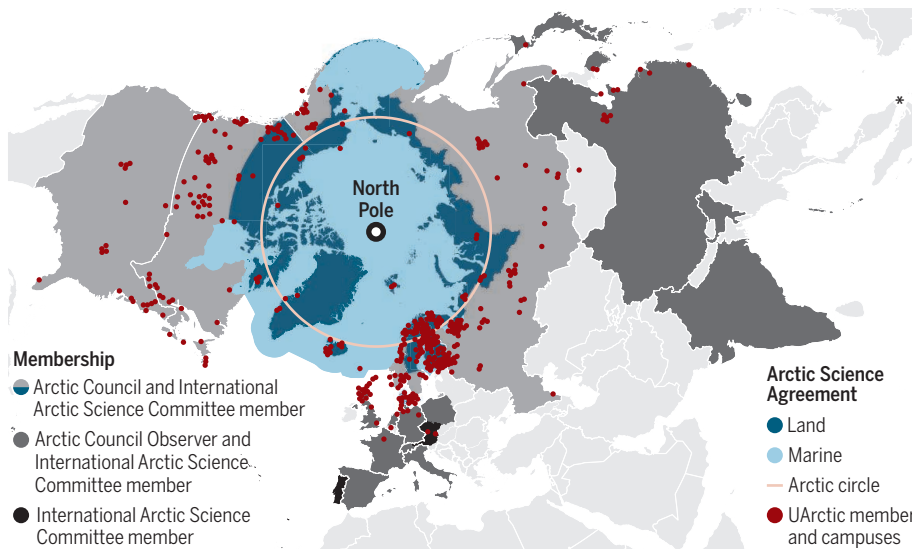 North
Pole
*
Membership
Arctic Council and International
Arctic Science Committee member
Arctic Council Observer and
International Arctic Science
Committee member
International Arctic Science
Committee member
Arctic Science
Agreement
Land
Marine
Arctic circle
UArctic member
and campuses